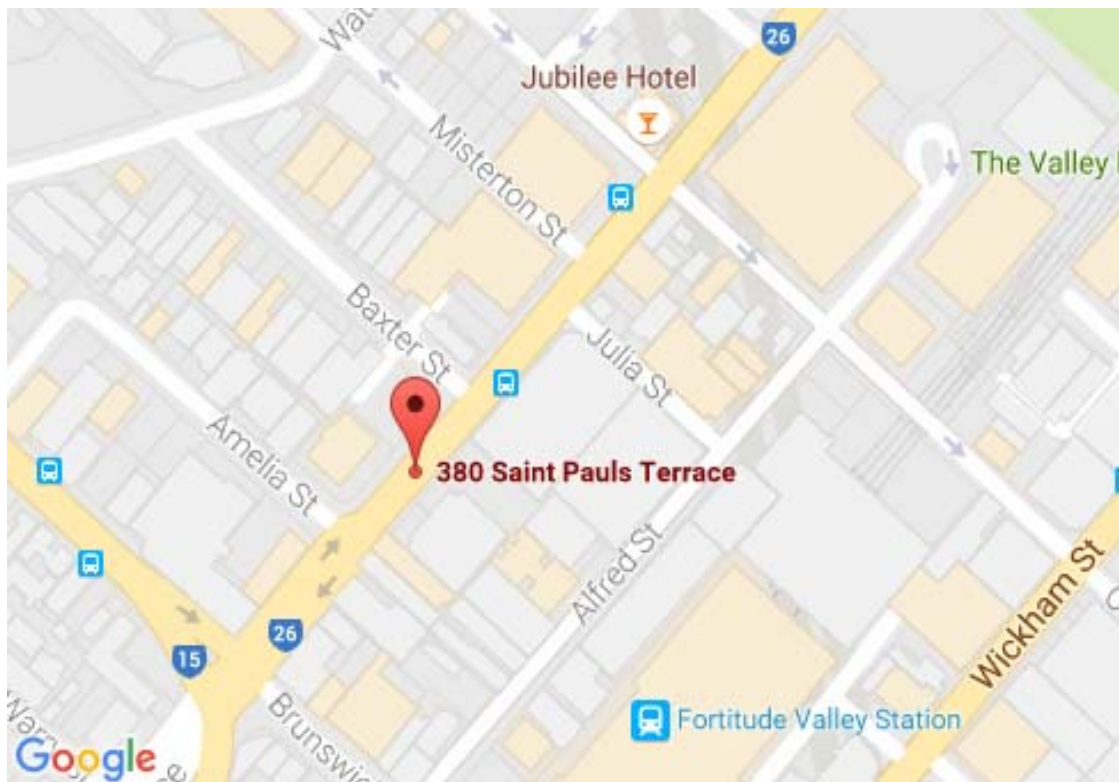 26
Jubilee Hotel
Misterton St
The Valley
Baxter St
Julia St
380 Saint Pauls Terrace
Amelia St
Alfred St
Wickham St
26
15
Fortitude Valley Station
Google